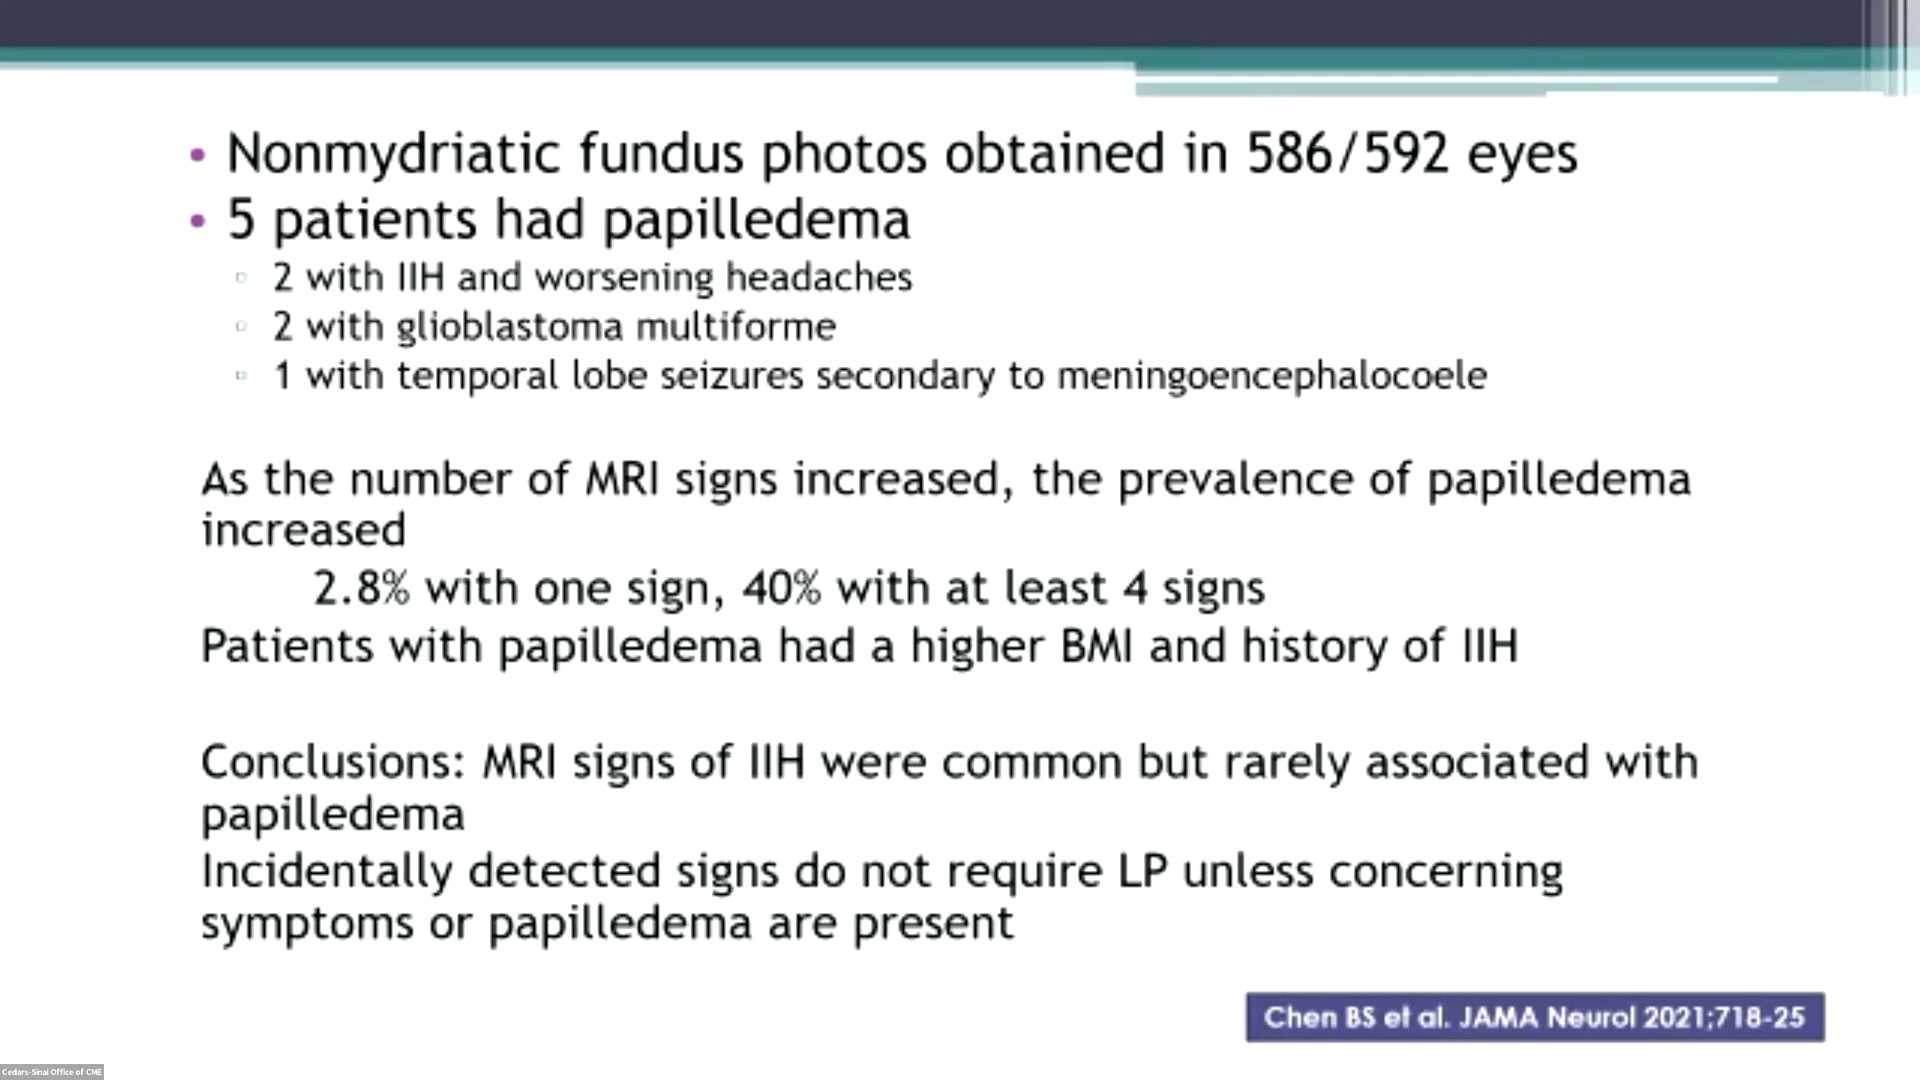 • Nonmydriatic fundus photos obtained in 586/592 eyes
• 5 patients had papilledema
▫ 2 with IIH and worsening headaches
▫ 2 with glioblastoma multiforme
▫ 1 with temporal lobe seizures secondary to meningoencephalocoele
As the number of MRI signs increased, the prevalence of papilledema
increased
2.8% with one sign, 40% with at least 4 signs
Patients with papilledema had a higher BMI and history of IIH
Conclusions: MRI signs of IIH were common but rarely associated with
papilledema
Incidentally detected signs do not require LP unless concerning
symptoms or papilledema are present
Chen BS et al. JAMA Neurol 2021;718-25
Cedars-Sinai Office of CME